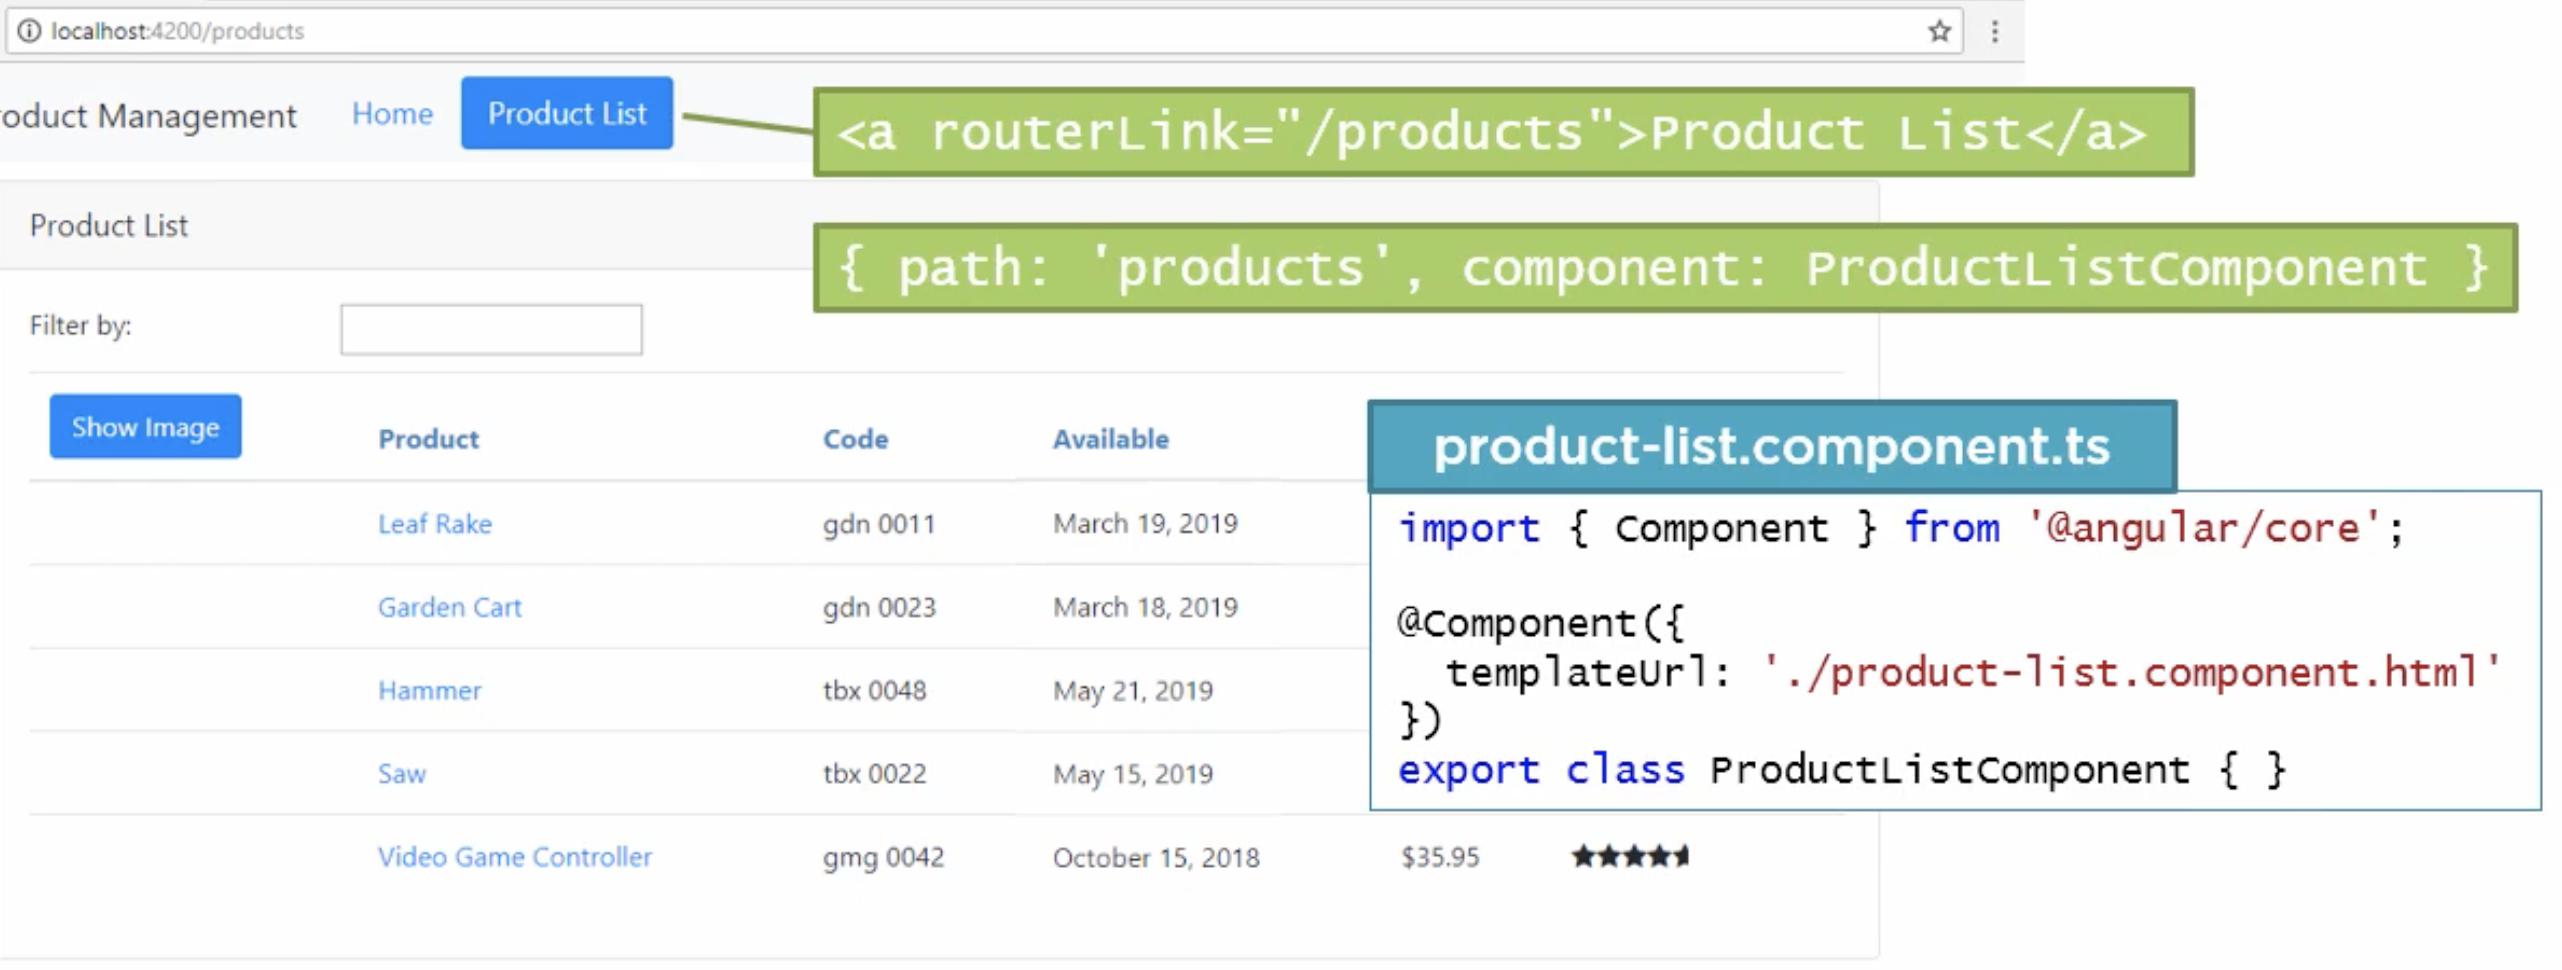 localhost:4200/products
oduct Management Home Product List
<a routerLink="/products">Product List</a>
Product List
{ path: 'products', component: ProductListComponent }
Filter by:
Show Image Product Code Available
product-list.component.ts
Leaf Rake gdn 0011 March 19, 2019
Garden Cart gdn 0023 March 18, 2019
Hammer tbx 0048 May 21, 2019
Saw tbx 0022 May 15, 2019
Video Game Controller gmg 0042 October 15, 2018 $35.95
import { Component } from '@angular/core';
@Component({
  templateUrl: './product-list.component.html'
})
export class ProductListComponent { }